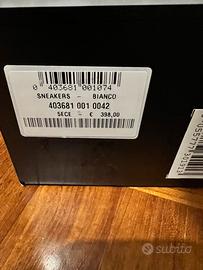 0 403681 001074
SNEAKERS - BIANCO
403681 001 0042
SECE - € 398,00
subito